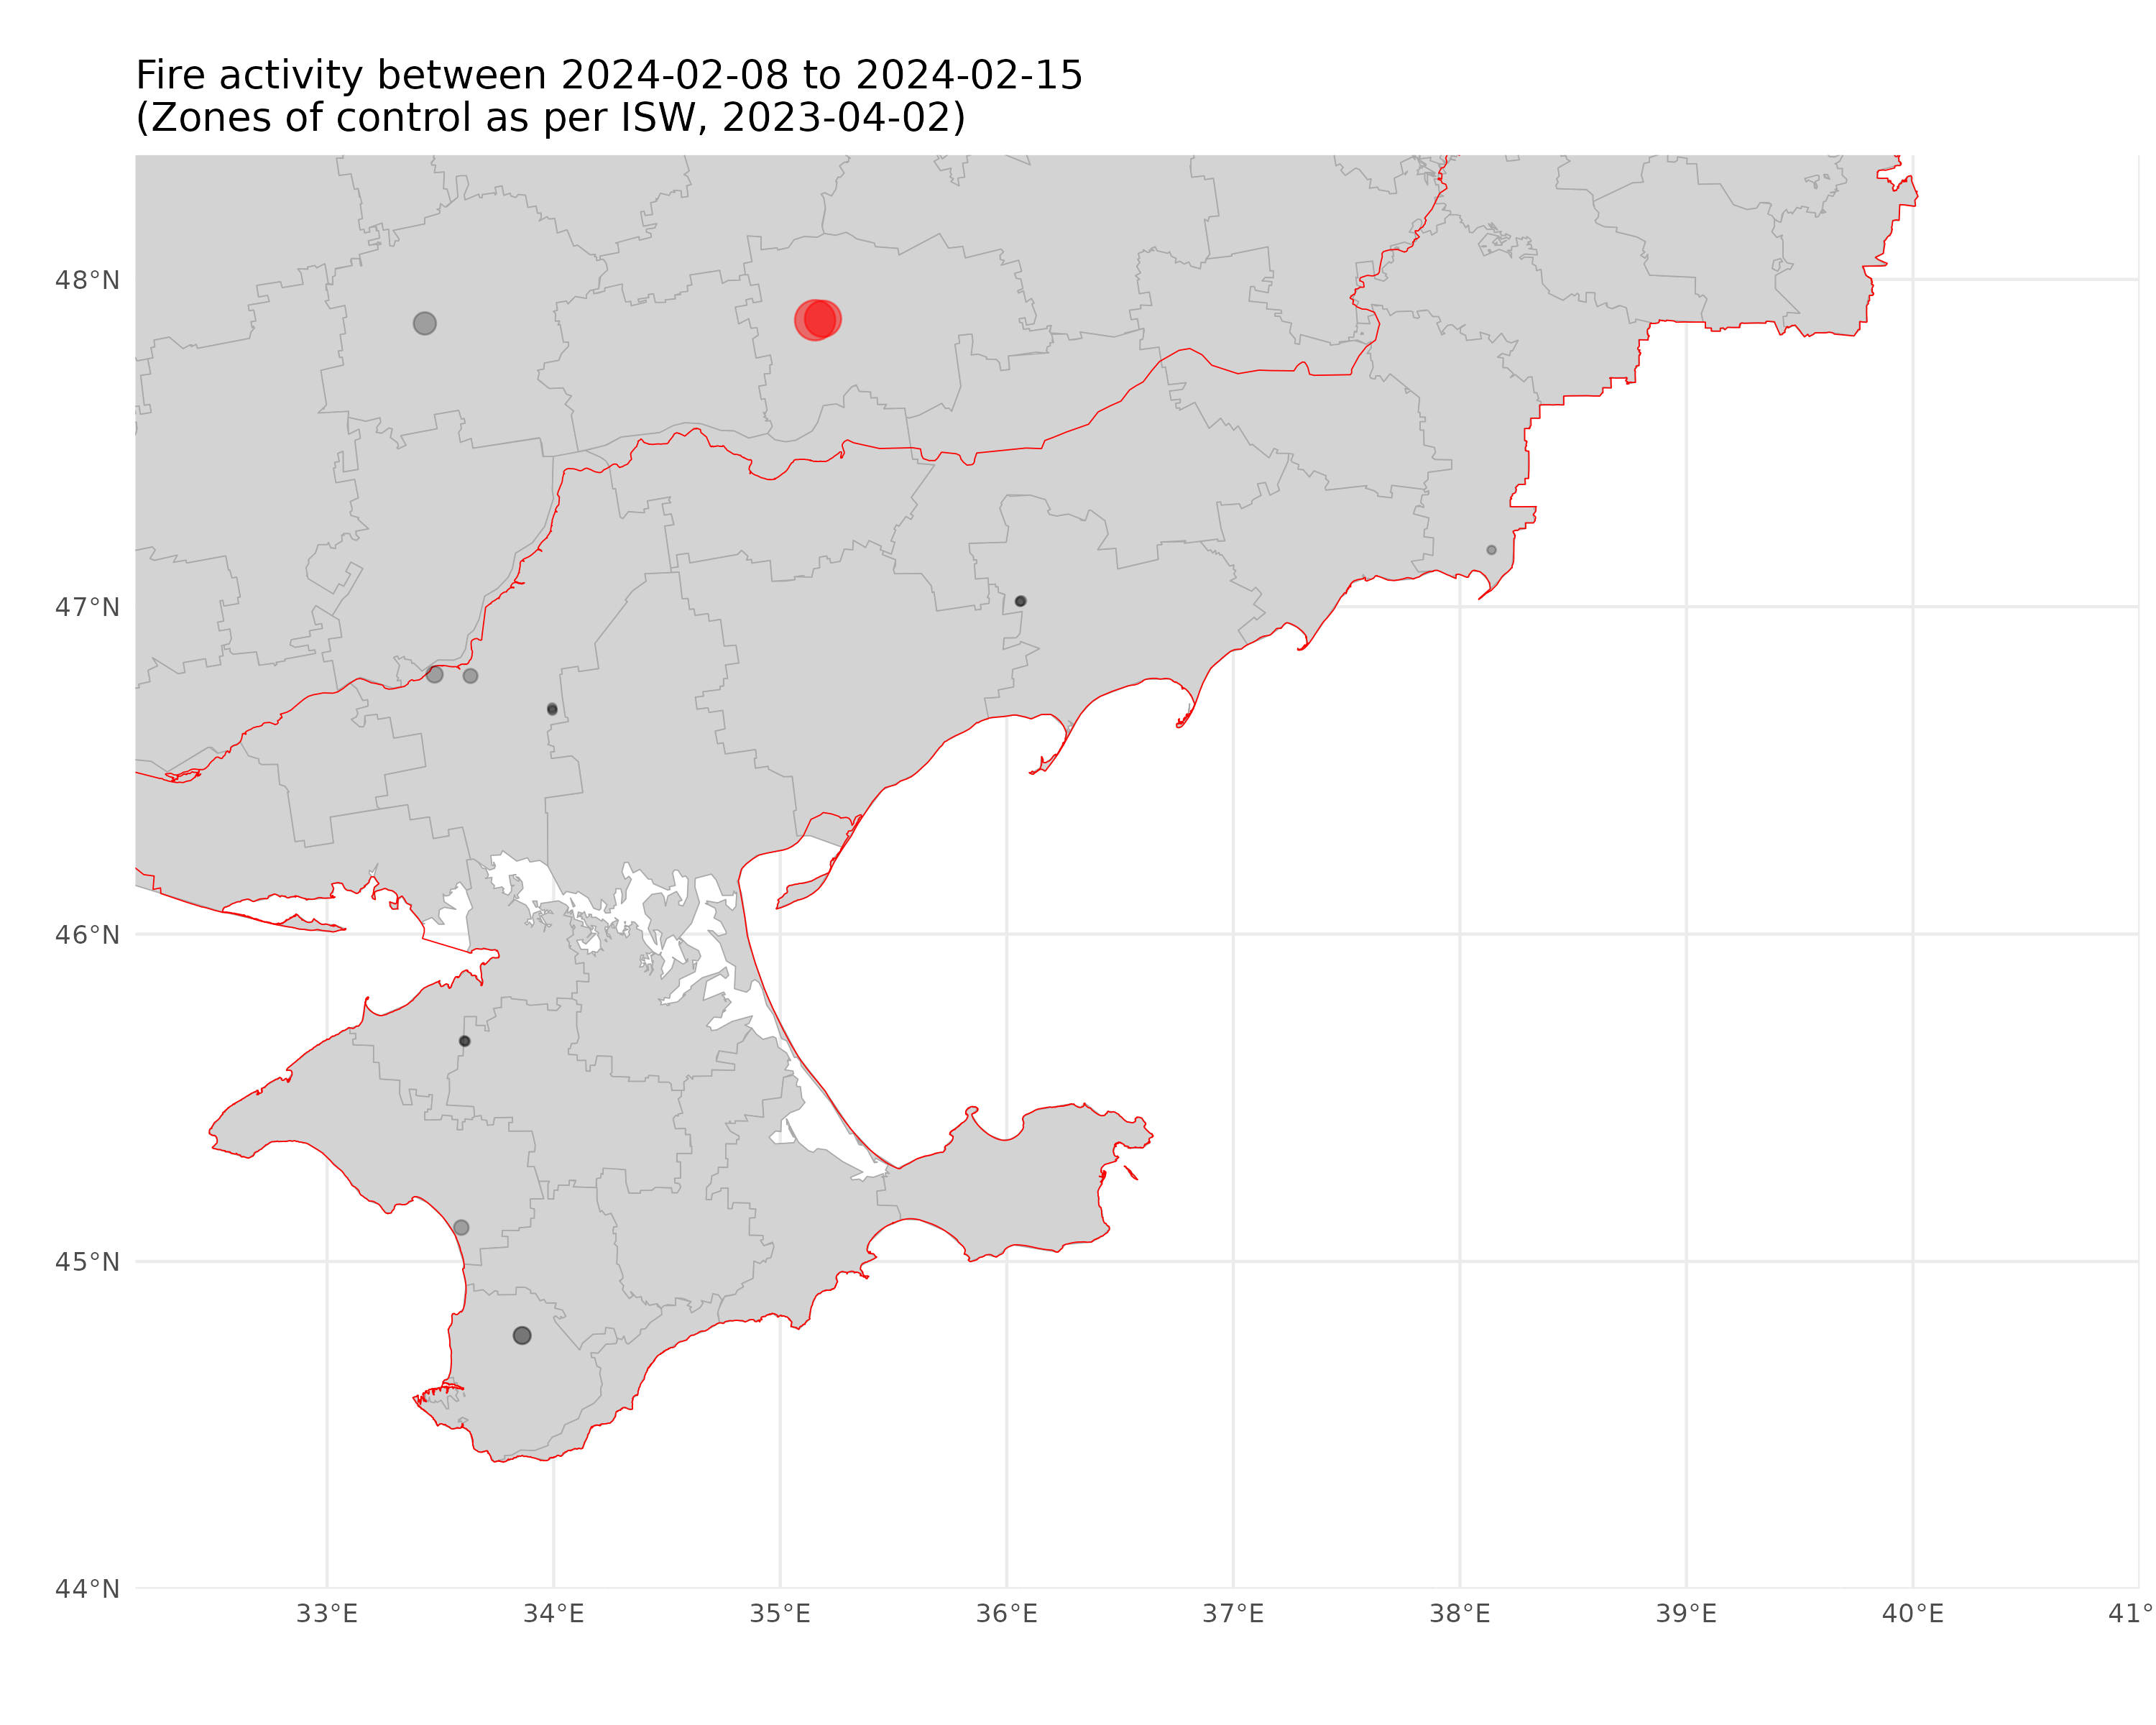 Fire activity between 2024-02-08 to 2024-02-15
(Zones of control as per ISW, 2023-04-02)
48°N
47°N
46°N
45°N
44°N
33°E 34°E 35°E 36°E 37°E 38°E 39°E 40°E 41°